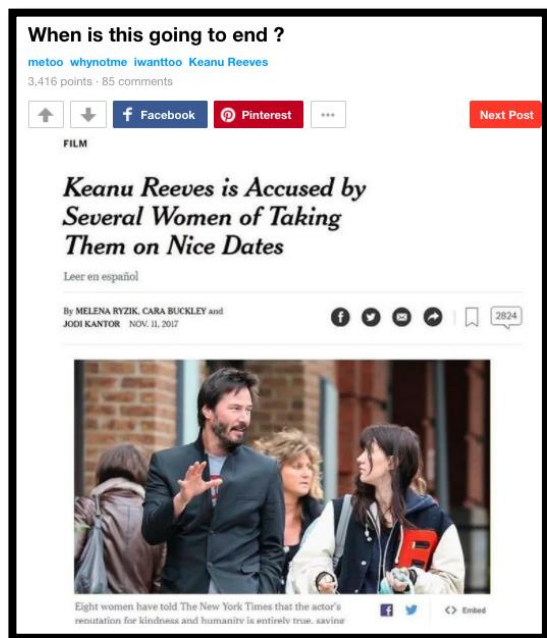 When is this going to end ?
metoo whynotme iwanttoo Keanu Reeves
3,416 points · 85 comments
Facebook Pinterest ••• Next Post
FILM
Keanu Reeves is Accused by
Several Women of Taking
Them on Nice Dates
Leer en español
By MELENA RYZIK, CARA BUCKLEY and
JODI KANTOR NOV. 11, 2017
2824
Eight women have told The New York Times that the actor's
reputation for kindness and humanity is entirely true, saying
<> Embed